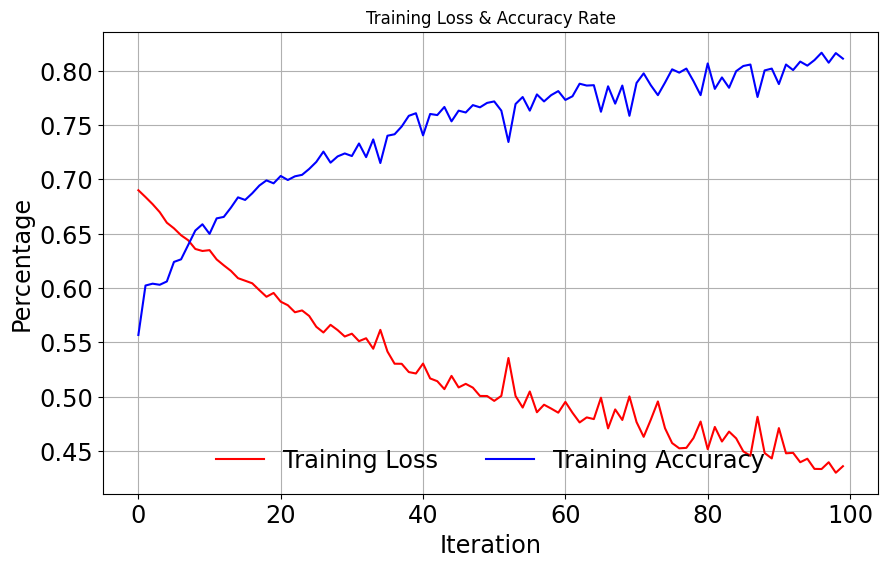 Training Loss & Accuracy Rate
0.80
0.75
0.70
0.65
0.60
0.55
0.50
0.45
Percentage
Training Loss Training Accuracy
0 20 40 60 80 100
Iteration